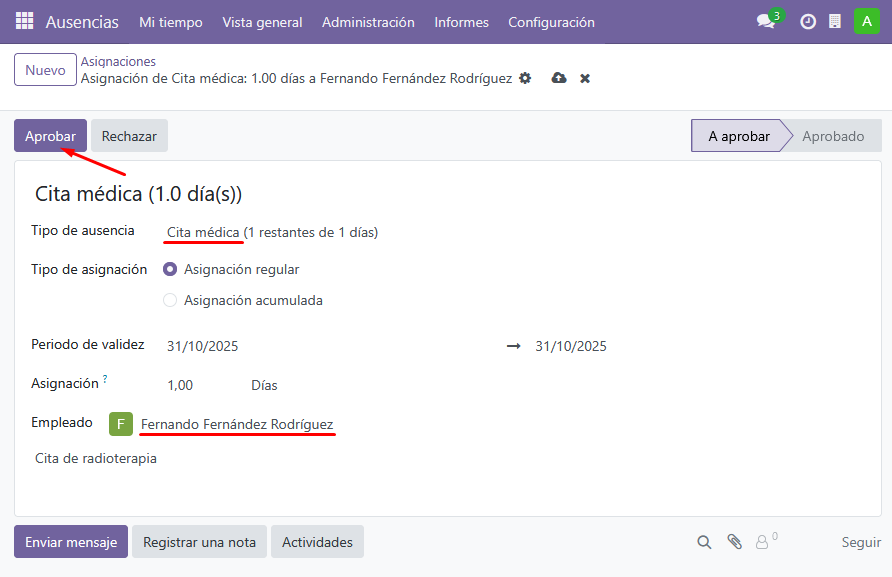 Ausencias Mi tiempo Vista general Administración Informes Configuración 3 A
Nuevo
Asignaciones
Asignación de Cita médica: 1.00 días a Fernando Fernández Rodríguez
Aprobar Rechazar A aprobar Aprobado
Cita médica (1.0 día(s))
Tipo de ausencia Cita médica (1 restantes de 1 días)
Tipo de asignación Asignación regular
Asignación acumulada
Periodo de validez 31/10/2025 → 31/10/2025
Asignación ? 1,00 Días
Empleado F Fernando Fernández Rodríguez
Cita de radioterapia
Enviar mensaje Registrar una nota Actividades 0 Seguir